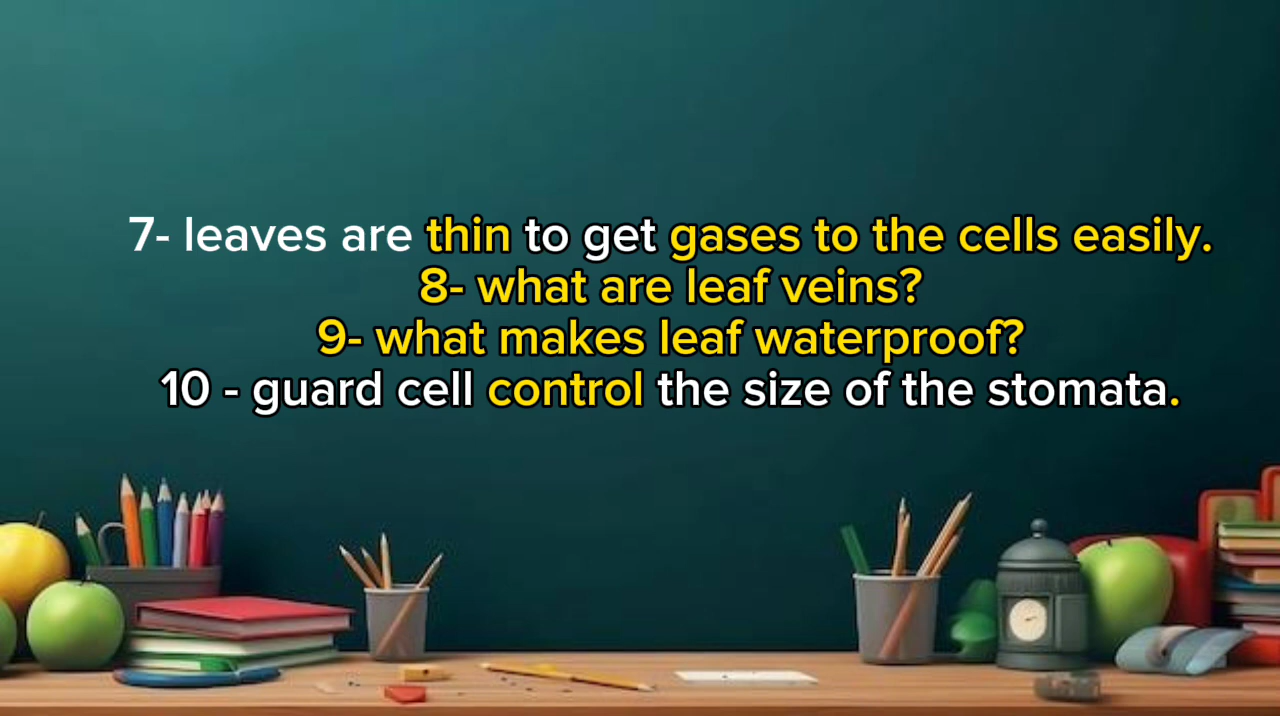 7- leaves are thin to get gases to the cells easily.
8- what are leaf veins?
9- what makes leaf waterproof?
10 - guard cell control the size of the stomata.